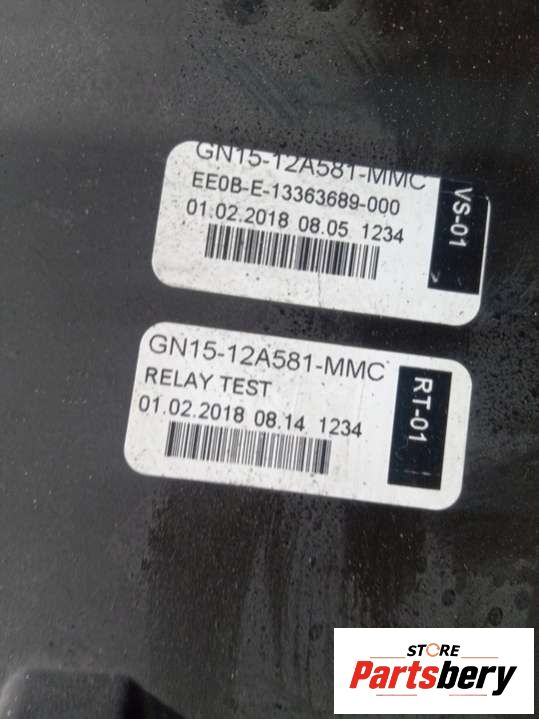 GN15-12A581-MMC
EE0B-E-13363689-000
01.02.2018 08.05 1234
VS-01
GN15-12A581-MMC
RELAY TEST
01.02.2018 08.14 1234
RT-01
STORE
Partsbery